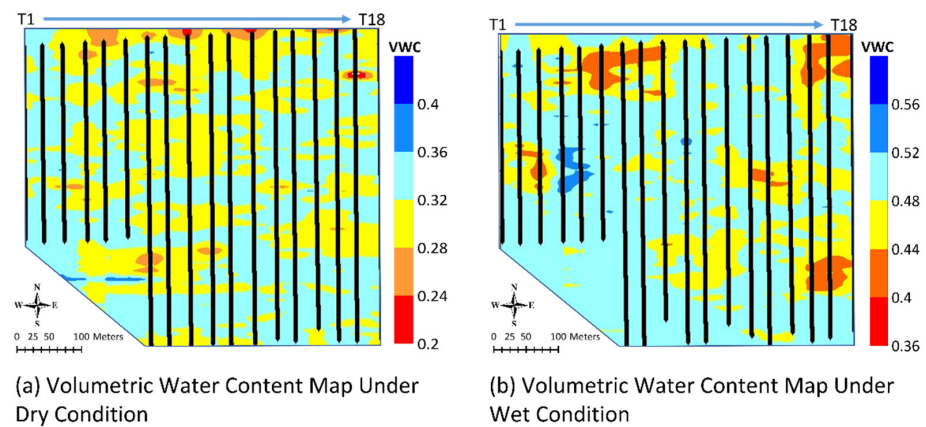 T1 T18
VWC
0.4
0.36
0.32
0.28
0.24
0.2
N
W E
S
0 25 50 100 Meters
(a) Volumetric Water Content Map Under
Dry Condition
T1 T18
VWC
0.56
0.52
0.48
0.44
0.4
0.36
N
W E
S
0 25 50 100 Meters
(b) Volumetric Water Content Map Under
Wet Condition